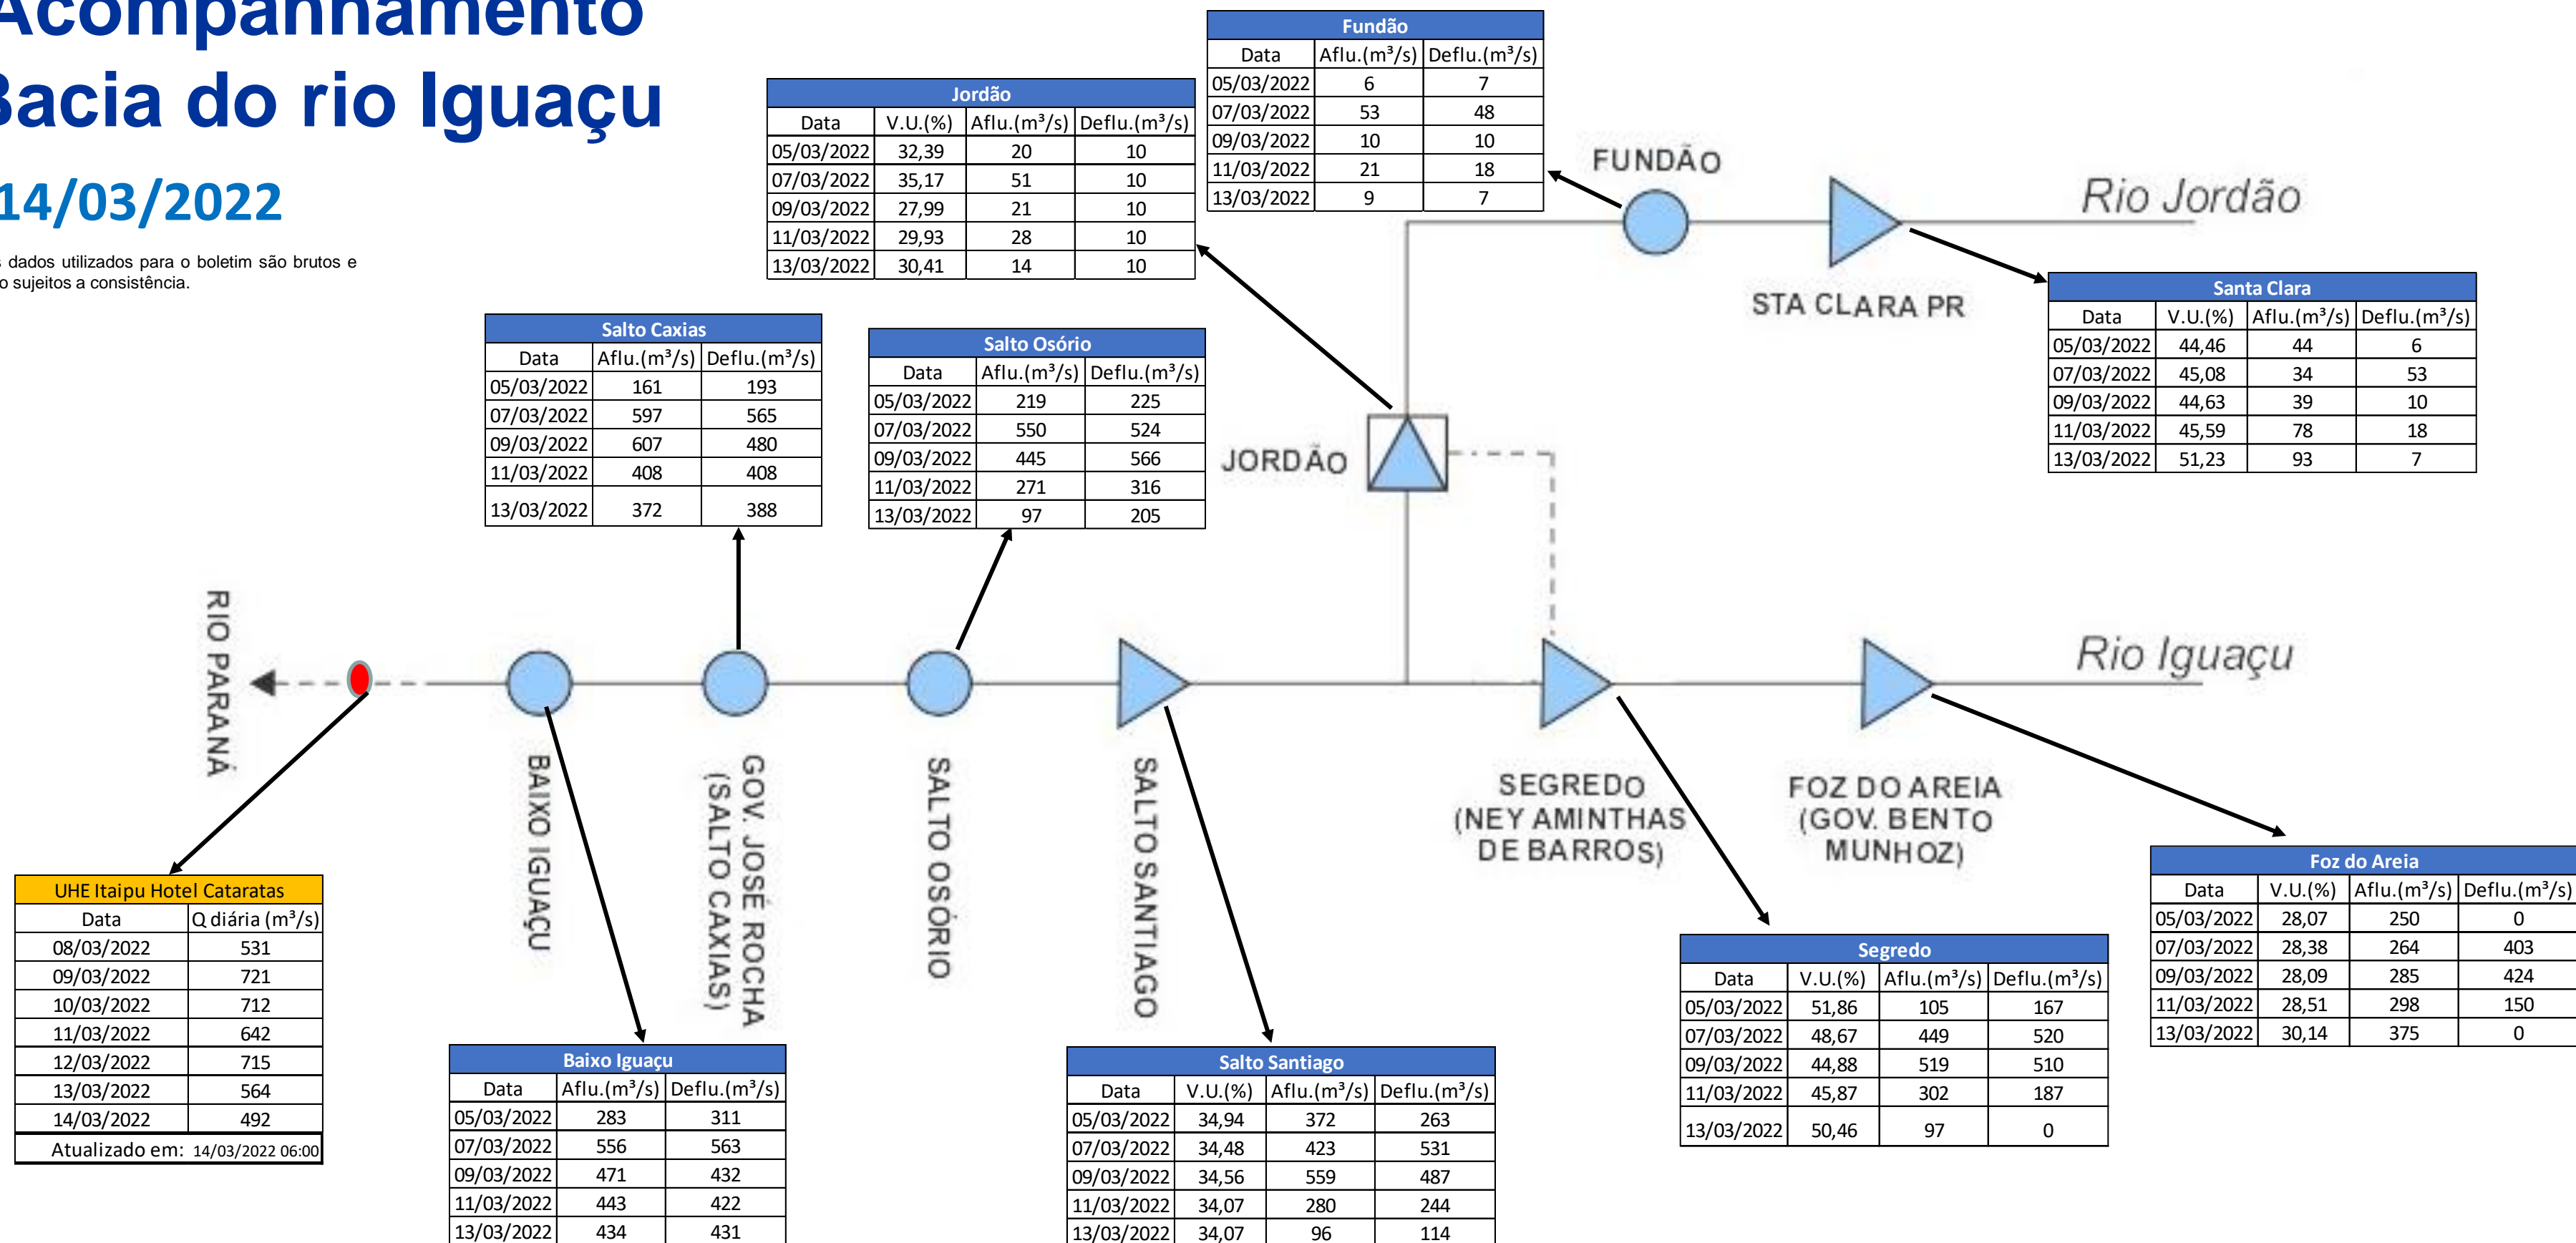 Acompanhamento
Bacia do rio Iguaçu
14/03/2022
s dados utilizados para o boletim são brutos e
o sujeitos a consistência.
Fundão
Data Aflu.(m³/s) Deflu.(m³/s)
05/03/2022 6 7
07/03/2022 53 48
09/03/2022 10 10
11/03/2022 21 18
13/03/2022 9 7
Jordão
Data V.U.(%) Aflu.(m³/s) Deflu.(m³/s)
05/03/2022 32,39 20 10
07/03/2022 35,17 51 10
09/03/2022 27,99 21 10
11/03/2022 29,93 28 10
13/03/2022 30,41 14 10
FUNDÃO
Rio Jordão
STA CLARA PR
Santa Clara
Data V.U.(%) Aflu.(m³/s) Deflu.(m³/s)
05/03/2022 44,46 44 6
07/03/2022 45,08 34 53
09/03/2022 44,63 39 10
11/03/2022 45,59 78 18
13/03/2022 51,23 93 7
Salto Caxias
Data Aflu.(m³/s) Deflu.(m³/s)
05/03/2022 161 193
07/03/2022 597 565
09/03/2022 607 480
11/03/2022 408 408
13/03/2022 372 388
Salto Osório
Data Aflu.(m³/s) Deflu.(m³/s)
05/03/2022 219 225
07/03/2022 550 524
09/03/2022 445 566
11/03/2022 271 316
13/03/2022 97 205
JORDÃO
RIO PARANÁ
Rio Iguaçu
BAIXO IGUAÇU
GOV. JOSÉ ROCHA
(SALTO CAXIAS)
SALTO OSÓRIO
SALTO SANTIAGO
SEGREDO
(NEY AMINTHAS
DE BARROS)
FOZ DO AREIA
(GOV. BENTO
MUNHOZ)
Foz do Areia
Data V.U.(%) Aflu.(m³/s) Deflu.(m³/s)
05/03/2022 28,07 250 0
07/03/2022 28,38 264 403
09/03/2022 28,09 285 424
11/03/2022 28,51 298 150
13/03/2022 30,14 375 0
UHE Itaipu Hotel Cataratas
Data Q diária (m³/s)
08/03/2022 531
09/03/2022 721
10/03/2022 712
11/03/2022 642
12/03/2022 715
13/03/2022 564
14/03/2022 492
Atualizado em: 14/03/2022 06:00
Segredo
Data V.U.(%) Aflu.(m³/s) Deflu.(m³/s)
05/03/2022 51,86 105 167
07/03/2022 48,67 449 520
09/03/2022 44,88 519 510
11/03/2022 45,87 302 187
13/03/2022 50,46 97 0
Baixo Iguaçu
Data Aflu.(m³/s) Deflu.(m³/s)
05/03/2022 283 311
07/03/2022 556 563
09/03/2022 471 432
11/03/2022 443 422
13/03/2022 434 431
Salto Santiago
Data V.U.(%) Aflu.(m³/s) Deflu.(m³/s)
05/03/2022 34,94 372 263
07/03/2022 34,48 423 531
09/03/2022 34,56 559 487
11/03/2022 34,07 280 244
13/03/2022 34,07 96 114